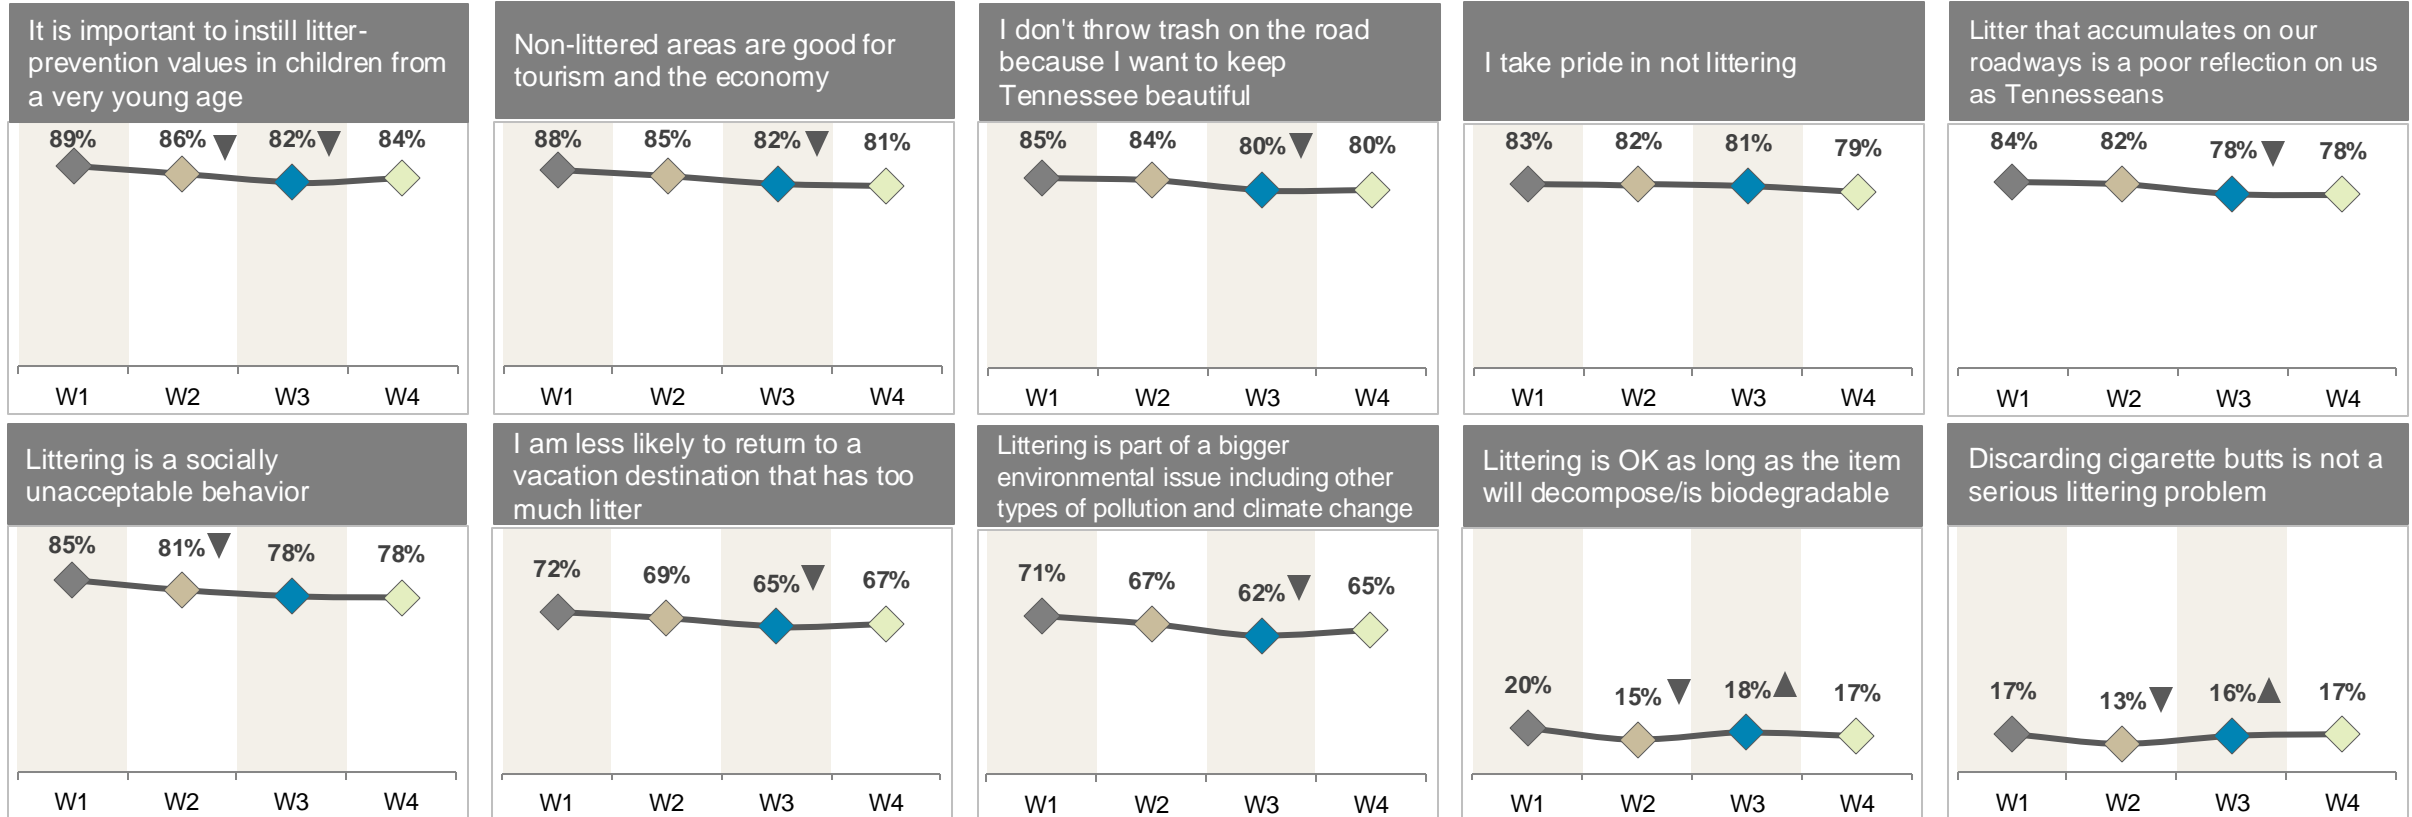 It is important to instill litter-
prevention values in children from
a very young age
89% 86% ▼ 82% ▼ 84%
W1 W2 W3 W4
Non-littered areas are good for
tourism and the economy
88% 85% 82% ▼ 81%
W1 W2 W3 W4
I don't throw trash on the road
because I want to keep
Tennessee beautiful
85% 84% 80% ▼ 80%
W1 W2 W3 W4
I take pride in not littering
83% 82% 81% 79%
W1 W2 W3 W4
Litter that accumulates on our
roadways is a poor reflection on us
as Tennesseans
84% 82% 78% ▼ 78%
W1 W2 W3 W4
Littering is a socially
unacceptable behavior
85% 81% ▼ 78% 78%
W1 W2 W3 W4
I am less likely to return to a
vacation destination that has too
much litter
72% 69% 65% ▼ 67%
W1 W2 W3 W4
Littering is part of a bigger
environmental issue including other
types of pollution and climate change
71% 67% 62% ▼ 65%
W1 W2 W3 W4
Littering is OK as long as the item
will decompose/is biodegradable
20% 15% ▼ 18% ▲ 17%
W1 W2 W3 W4
Discarding cigarette butts is not a
serious littering problem
17% 13% ▼ 16% ▲ 17%
W1 W2 W3 W4